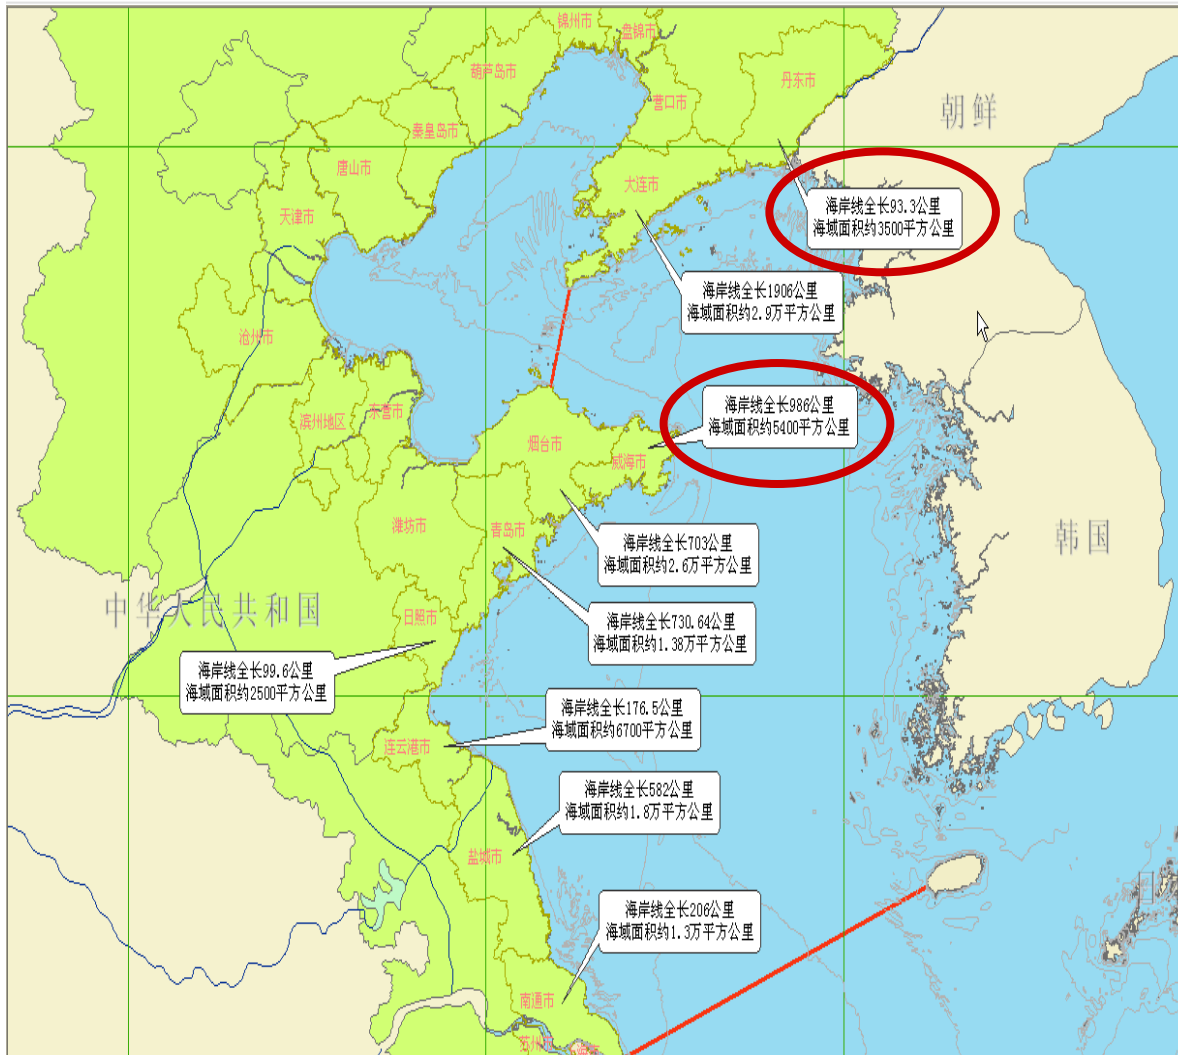 锦州市
盘锦市
葫芦岛市
丹东市
营口市
朝鲜
秦皇岛市
唐山市
大连市
海岸线全长93.3公里
海域面积约3500平方公里
天津市
海岸线全长1906公里
海域面积约2.9万平方公里
沧州市
海岸线全长986公里
海域面积约5400平方公里
滨州地区
东营市
烟台市
威海市
潍坊市
青岛市
韩国
海岸线全长703公里
海域面积约2.6万平方公里
中华人民共和国
日照市
海岸线全长730.64公里
海域面积约1.38万平方公里
海岸线全长99.6公里
海域面积约2500平方公里
海岸线全长176.5公里
海域面积约6700平方公里
连云港市
海岸线全长582公里
海域面积约1.8万平方公里
盐城市
日
海岸线全长206公里
海域面积约1.3万平方公里
南通市
苏州市